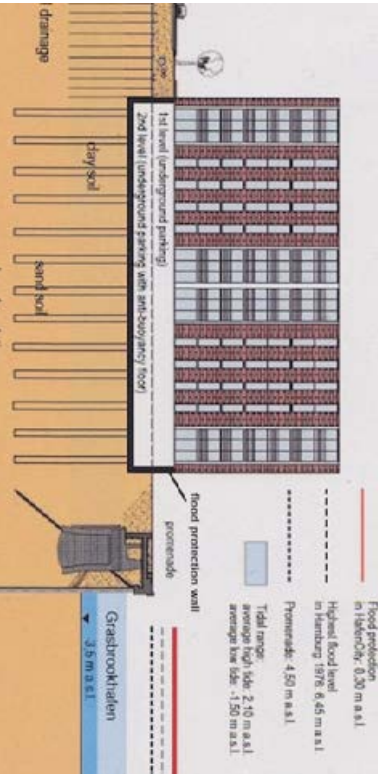 Flood protection
in HafenCity: 8,30 m a.s.l.
Highest flood level
in Hamburg 1976: 6,45 m a.s.l.
Promenade: 4,50 m a.s.l.
Tidal range:
average high tide: 2,10 m a.s.l.
average low tide: -1,50 m a.s.l.
1st level (underground parking)
2nd level (underground parking with anti-buoyancy floor)
flood protection wall
promenade
drainage
clay soil
sand soil
Grasbrookhafen
- 3,5 m a.s.l.